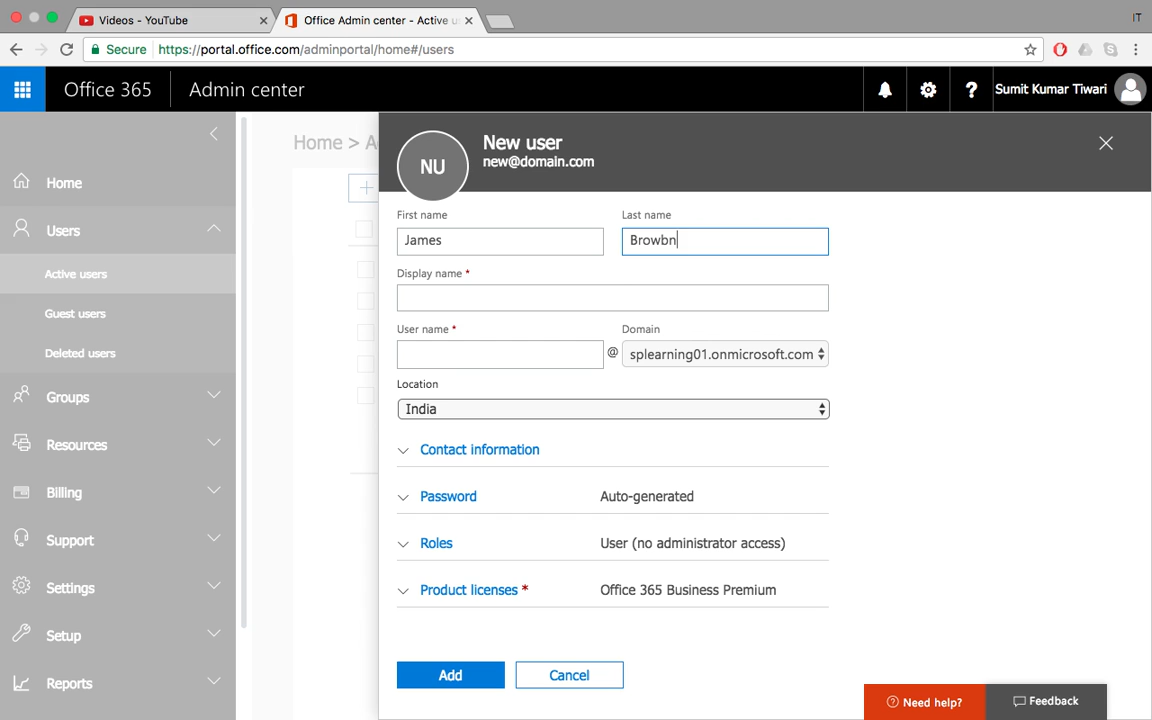 Videos - YouTube
Office Admin center - Active u
IT
Secure https://portal.office.com/adminportal/home#/users
Office 365 Admin center
? Sumit Kumar Tiwari
Home
Users
Active users
Guest users
Deleted users
Groups
Resources
Billing
Support
Settings
Setup
Reports
Home > A
NU
New user
new@domain.com
First name Last name
James Browbn
Display name *
User name * Domain
@ splearning01.onmicrosoft.com
Location
India
Contact information
Password Auto-generated
Roles User (no administrator access)
Product licenses * Office 365 Business Premium
Add Cancel
Need help? Feedback